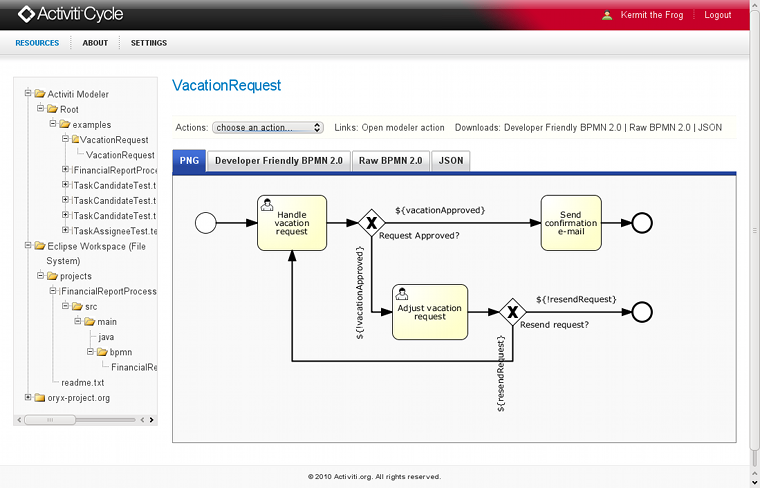 Activiti Cycle
Kermit the Frog
Logout
RESOURCES
ABOUT
SETTINGS
Activiti Modeler
Root
examples
VacationRequest
VacationRequest
FinancialReportProce
TaskCandidateTest.t
TaskCandidateTest.t
TaskCandidateTest.t
TaskAssigneeTest.te
Eclipse Workspace (File
System)
projects
FinancialReportProcess
src
main
java
bpmn
FinancialRe
readme.txt
oryx-project.org
VacationRequest
Actions: choose an action... Links: Open modeler action Downloads: Developer Friendly BPMN 2.0 | Raw BPMN 2.0 | JSON
PNG
Developer Friendly BPMN 2.0
Raw BPMN 2.0
JSON
Handle
vacation
request
X
${vacationApproved}
Request Approved?
Send
confirmation
e-mail
${!vacationApproved}
Adjust vacation
request
X
${!resendRequest}
Resend request?
${resendRequest}
© 2010 Activiti.org. All rights reserved.